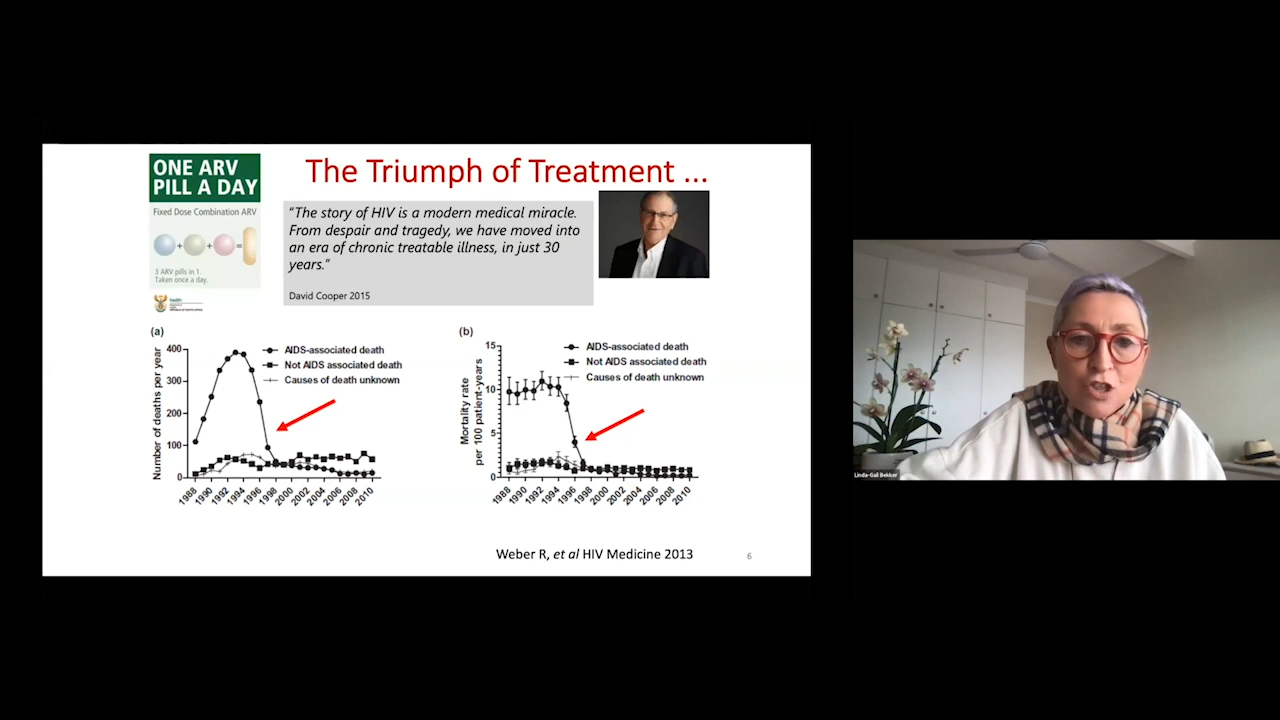 ONE ARV
PILL A DAY
Fixed Dose Combination ARV
+ + =
3 ARV pills in 1.
Taken once a day.
health
The Triumph of Treatment ...
"The story of HIV is a modern medical miracle.
From despair and tragedy, we have moved into
an era of chronic treatable illness, in just 30
years."
David Cooper 2015
(a)
Number of deaths per year
400
300
200
100
0
AIDS-associated death
Not AIDS associated death
Causes of death unknown
1988 1990 1992 1994 1996 1998 2000 2002 2004 2006 2008 2010
(b)
Mortality rate
per 100 patient-years
15
10
5
0
AIDS-associated death
Not AIDS associated death
Causes of death unknown
1988 1990 1992 1994 1996 1998 2000 2002 2004 2006 2008 2010
Weber R, et al HIV Medicine 2013
6
Linda-Gail Bekker